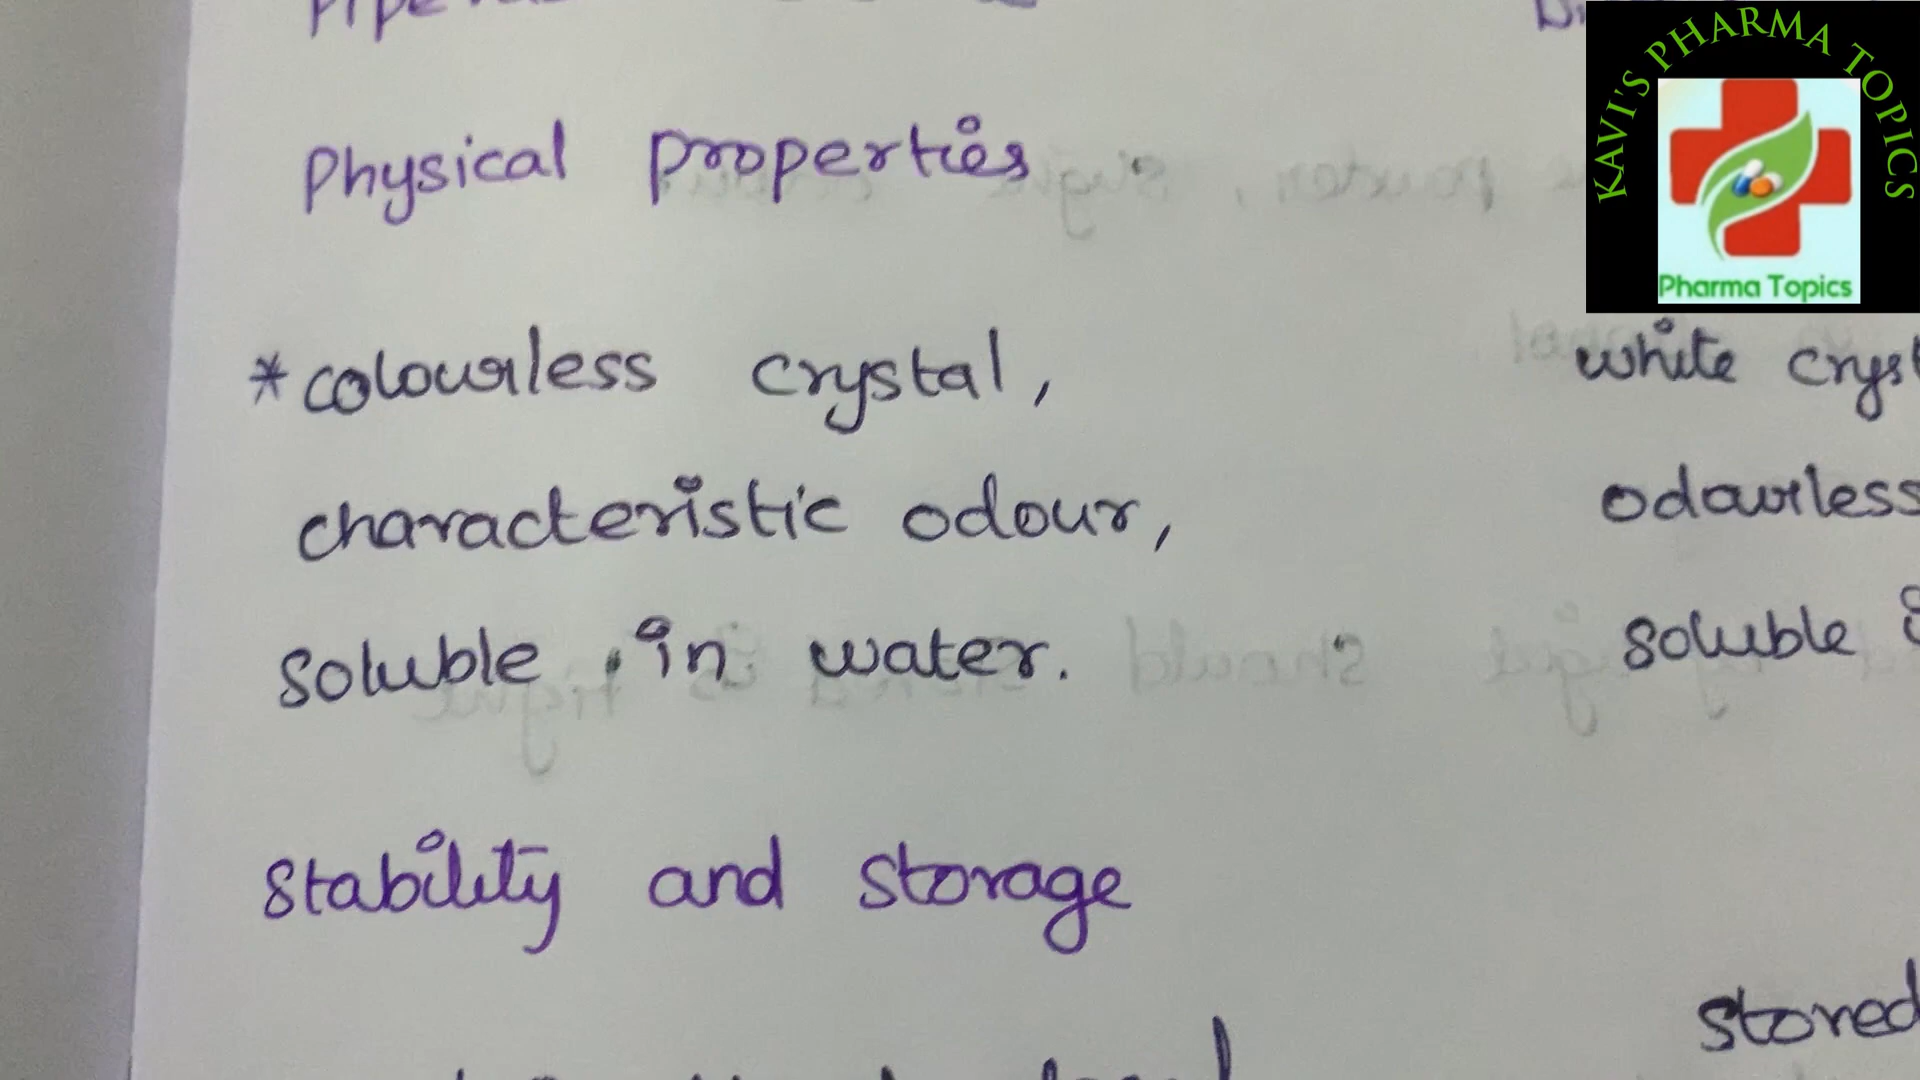 KAVI'S PHARMA TOPICS
Pharma Topics
Physical properties
* colourless crystal,
characteristic odour,
soluble in water.
white
odourless
soluble
Stability and storage
stored